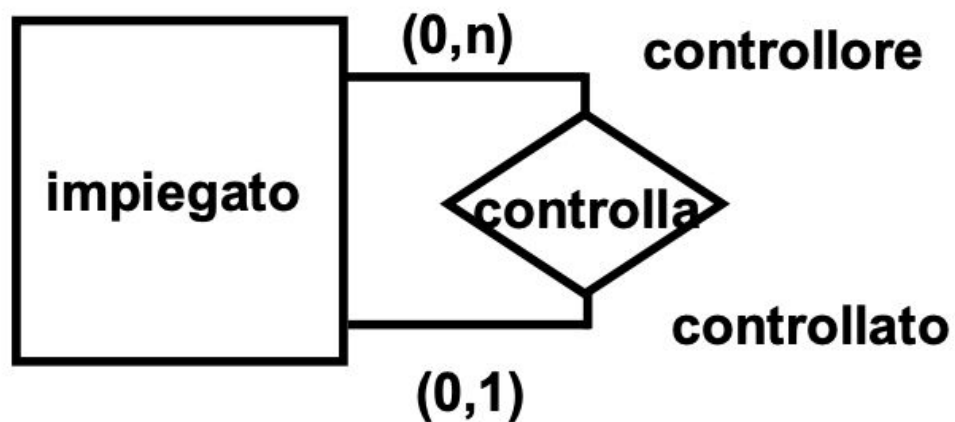 (0,n)
controllore
impiegato
controlla
controllato
(0,1)